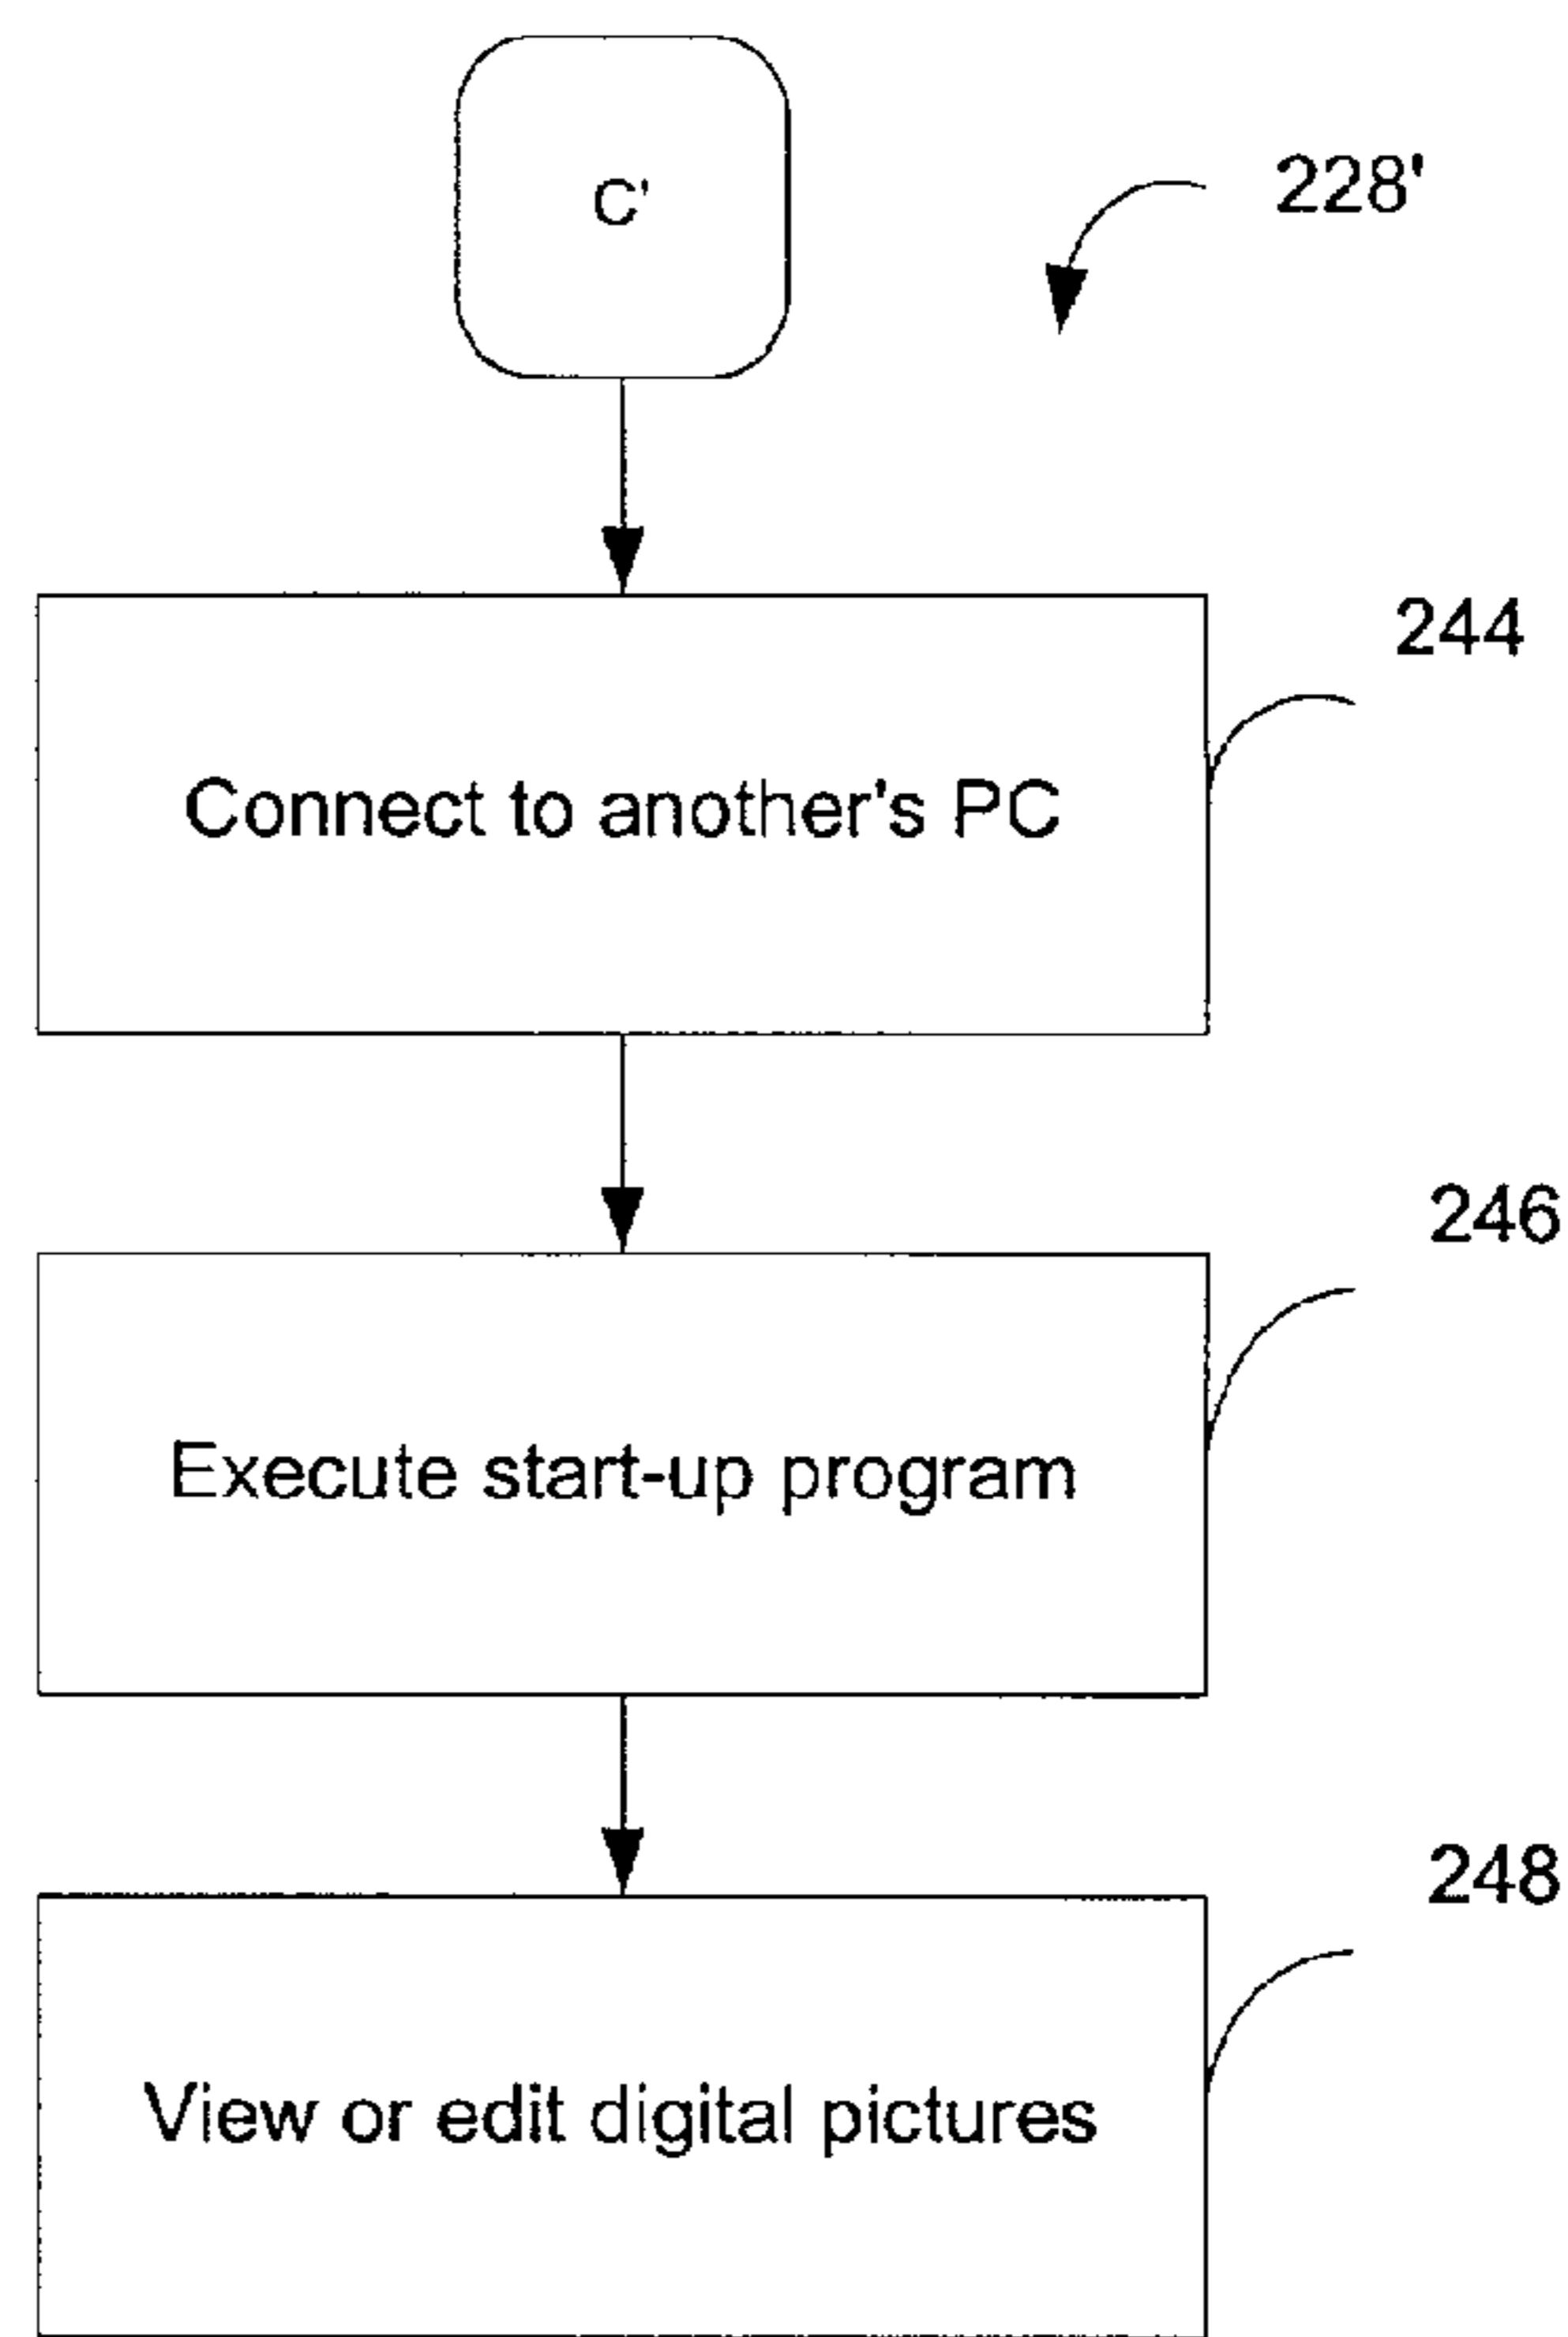 C'
228'
244
Connect to another's PC
246
Execute start-up program
248
View or edit digital pictures